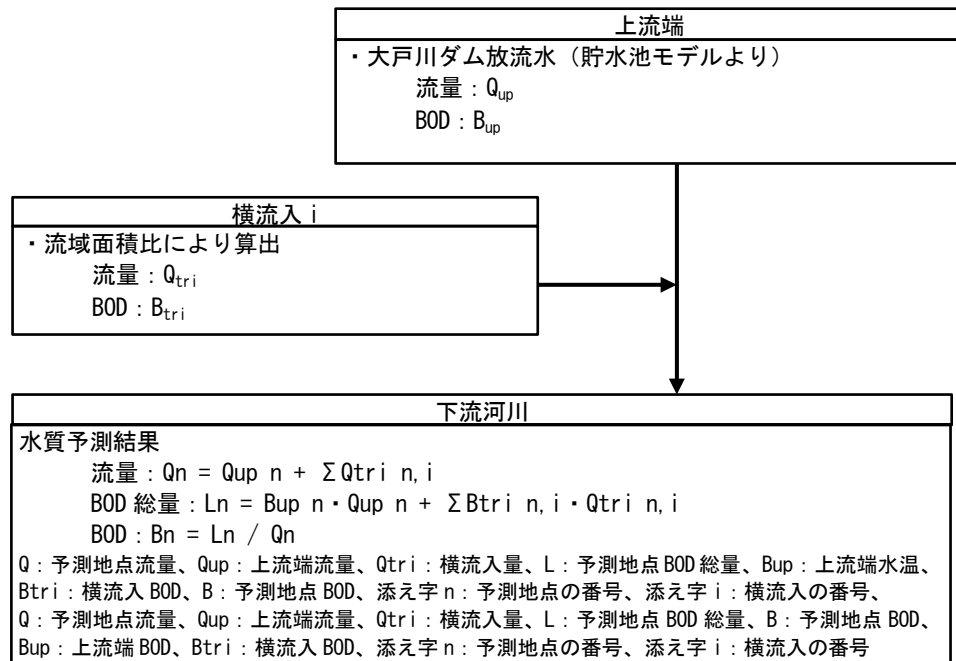 上流端
・大戸川ダム放流水（貯水池モデルより）
流量：Qup
BOD：Bup
横流入 i
・流域面積比により算出
流量：Qtri
BOD：Btri
下流河川
水質予測結果
流量：Qn = Qup n + ΣQtri n,i
BOD 総量：Ln = Bup n・Qup n + ΣBtri n,i・Qtri n,i
BOD：Bn = Ln / Qn
Q：予測地点流量、Qup：上流端流量、Qtri：横流入量、L：予測地点 BOD 総量、Bup：上流端水温、
Btri：横流入 BOD、B：予測地点 BOD、添え字 n：予測地点の番号、添え字 i：横流入の番号、
Q：予測地点流量、Qup：上流端流量、Qtri：横流入量、L：予測地点 BOD 総量、B：予測地点 BOD、
Bup：上流端 BOD、Btri：横流入 BOD、添え字 n：予測地点の番号、添え字 i：横流入の番号